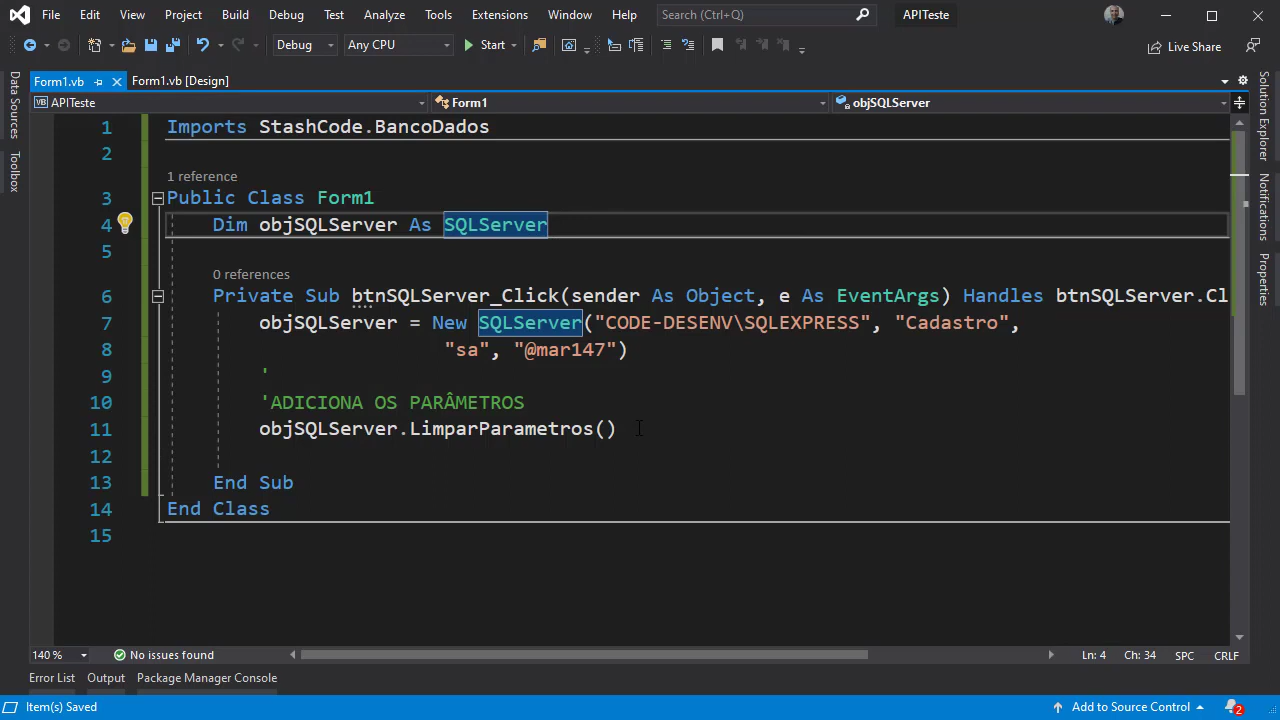 File Edit View Project Build Debug Test Analyze Tools Extensions Window Help Search (Ctrl+Q) APITeste
Debug Any CPU Start Live Share
Form1.vb Form1.vb [Design]
VB APITeste Form1 objSQLServer
Data Sources
Toolbox
Solution Explorer
Notifications
Properties
1 Imports StashCode.BancoDados
2
1 reference
3 Public Class Form1
4 Dim objSQLServer As SQLServer
5
0 references
6 Private Sub btnSQLServer_Click(sender As Object, e As EventArgs) Handles btnSQLServer.Cl
7 objSQLServer = New SQLServer("CODE-DESENV\SQLEXPRESS", "Cadastro",
8 "sa", "@mar147")
9 '
10 'ADICIONA OS PARÂMETROS
11 objSQLServer.LimparParametros()
12
13 End Sub
14 End Class
15
140 % No issues found Ln: 4 Ch: 34 SPC CRLF
Error List Output Package Manager Console
Item(s) Saved Add to Source Control 2